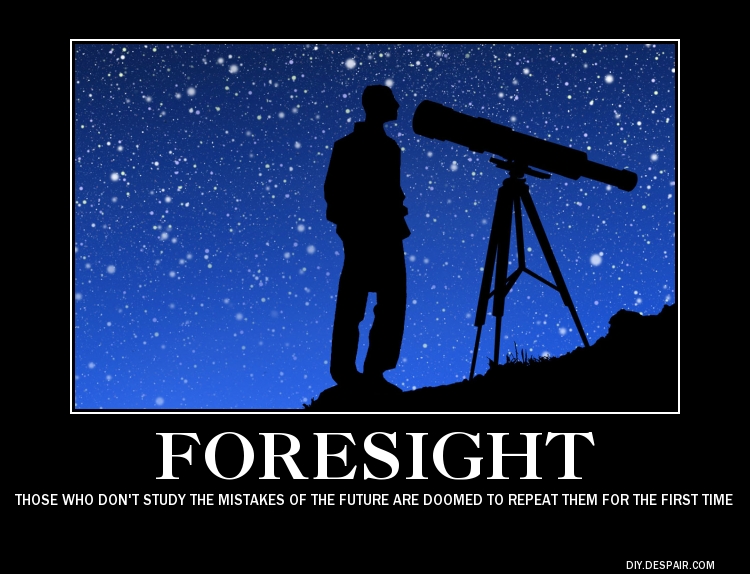 FORESIGHT
THOSE WHO DON'T STUDY THE MISTAKES OF THE FUTURE ARE DOOMED TO REPEAT THEM FOR THE FIRST TIME
DIY.DESPAIR.COM